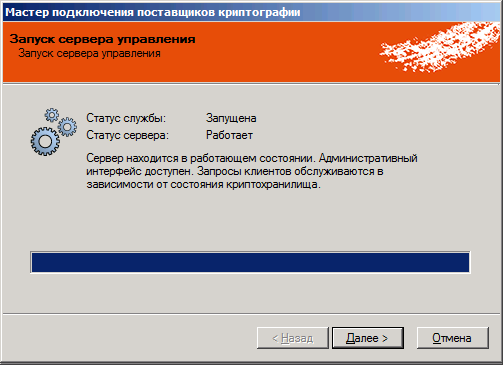 Мастер подключения поставщиков криптографии
Запуск сервера управления
Запуск сервера управления
Статус службы: Запущена
Статус сервера: Работает
Сервер находится в работающем состоянии. Административный
интерфейс доступен. Запросы клиентов обслуживаются в
зависимости от состояния криптохранилища.
< Назад Далее > Отмена